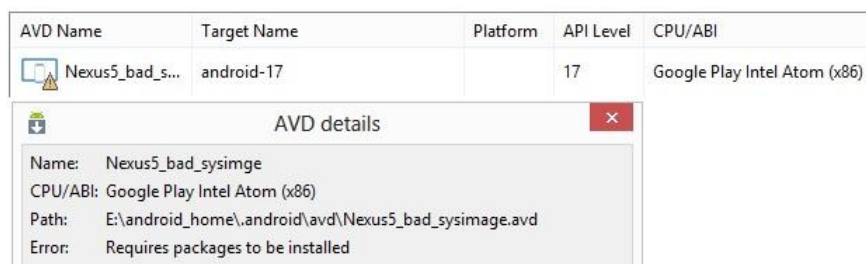 AVD Name Target Name Platform API Level CPU/ABI
Nexus5_bad_s... android-17 17 Google Play Intel Atom (x86)
AVD details
Name: Nexus5_bad_sysimge
CPU/ABI: Google Play Intel Atom (x86)
Path: E:\android_home\.android\avd\Nexus5_bad_sysimage.avd
Error: Requires packages to be installed